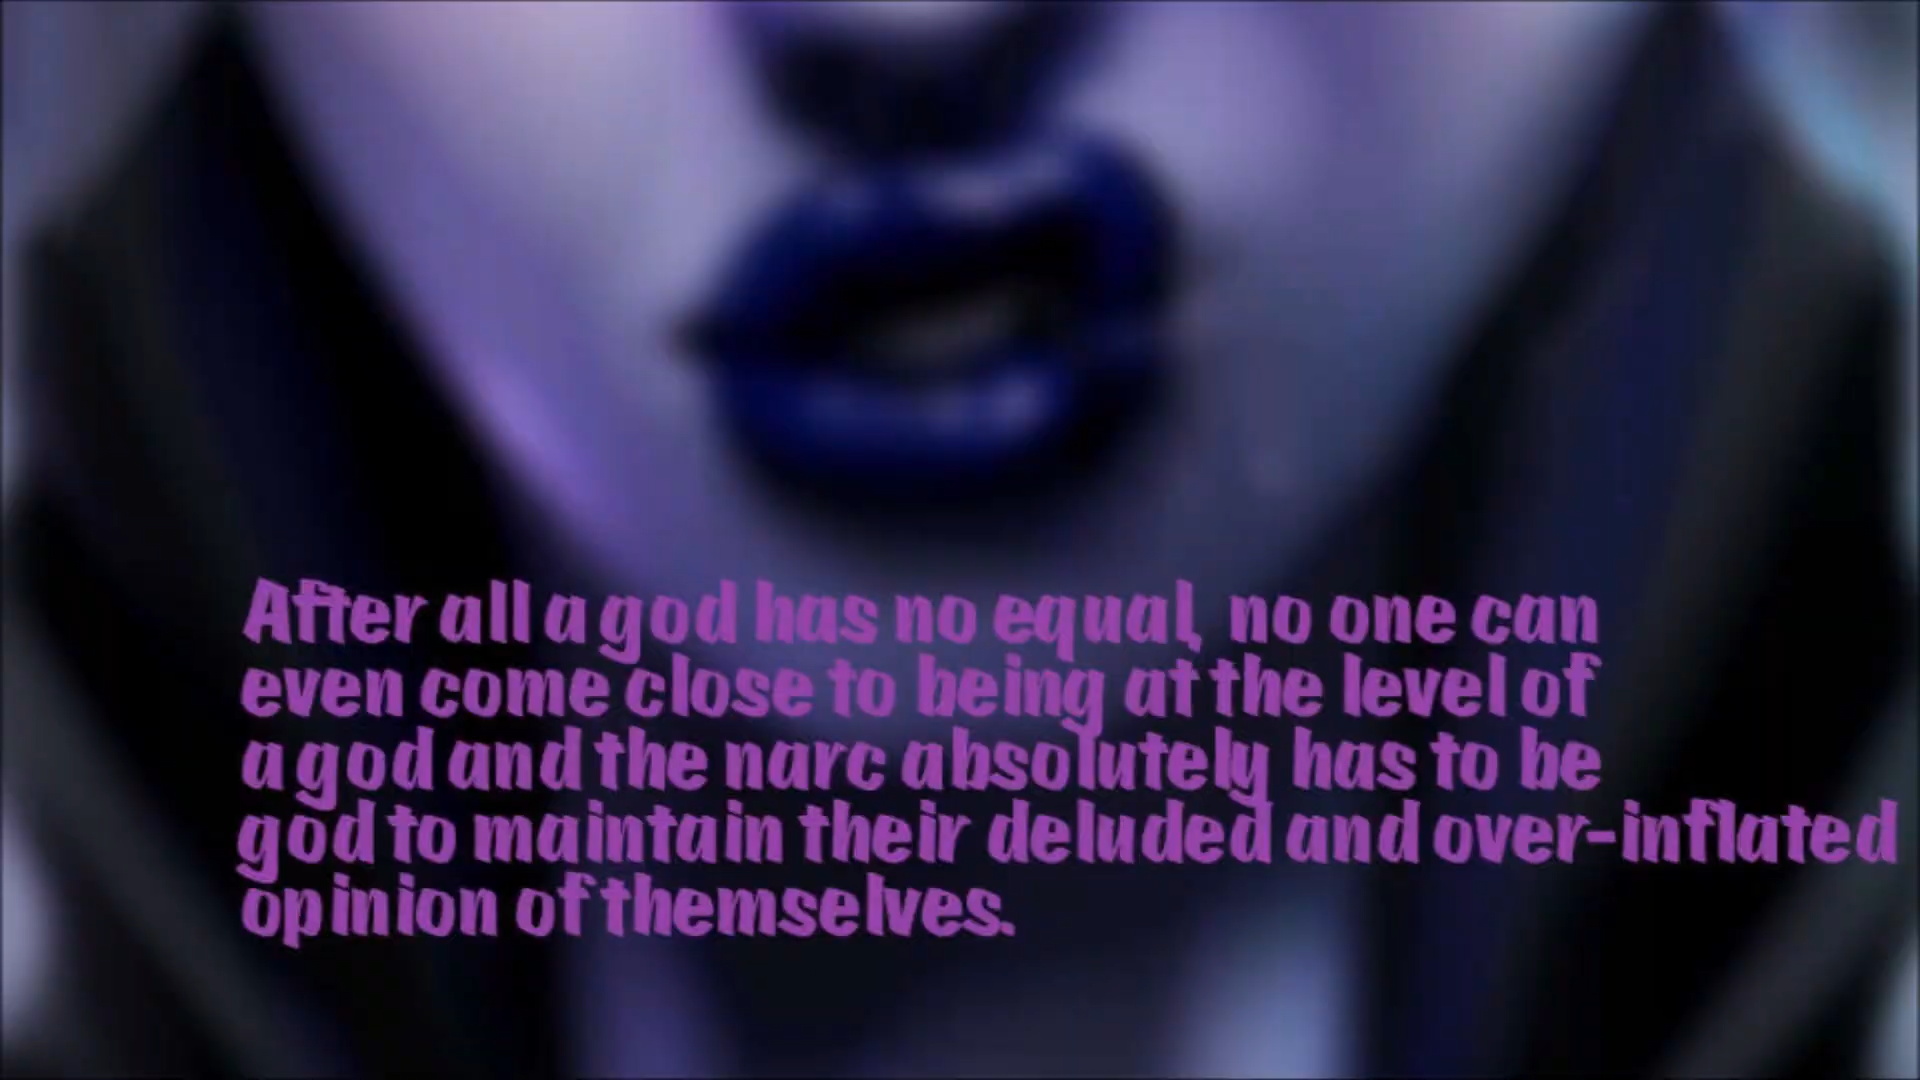 After all a god has no equal, no one can
even come close to being at the level of
a god and the narc absolutely has to be
god to maintain their deluded and over-inflated
opinion of themselves.